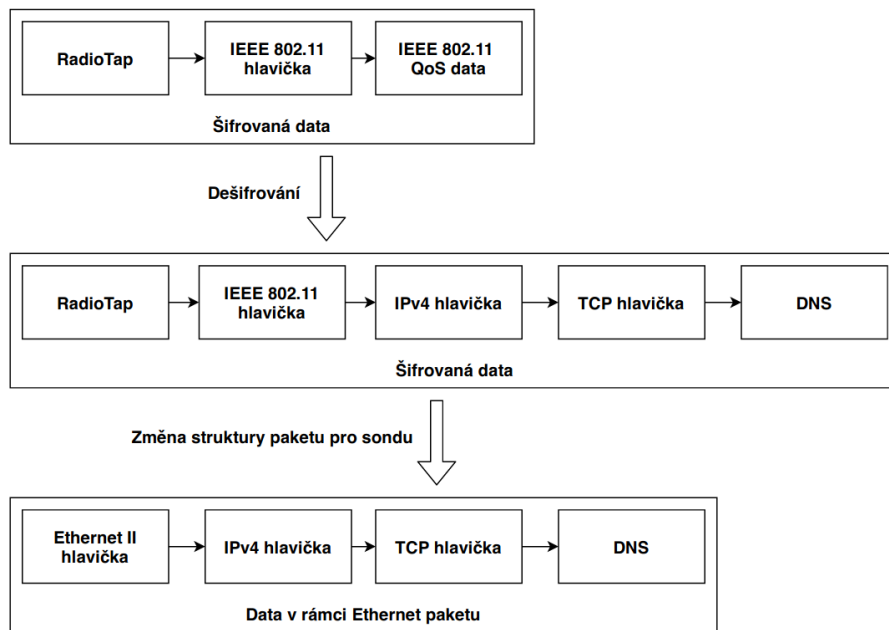 RadioTap
IEEE 802.11
hlavička
IEEE 802.11
QoS data
Šifrovaná data
Dešifrování
RadioTap
IEEE 802.11
hlavička
IPv4 hlavička
TCP hlavička
DNS
Šifrovaná data
Změna struktury paketu pro sondu
Ethernet II
hlavička
IPv4 hlavička
TCP hlavička
DNS
Data v rámci Ethernet paketu